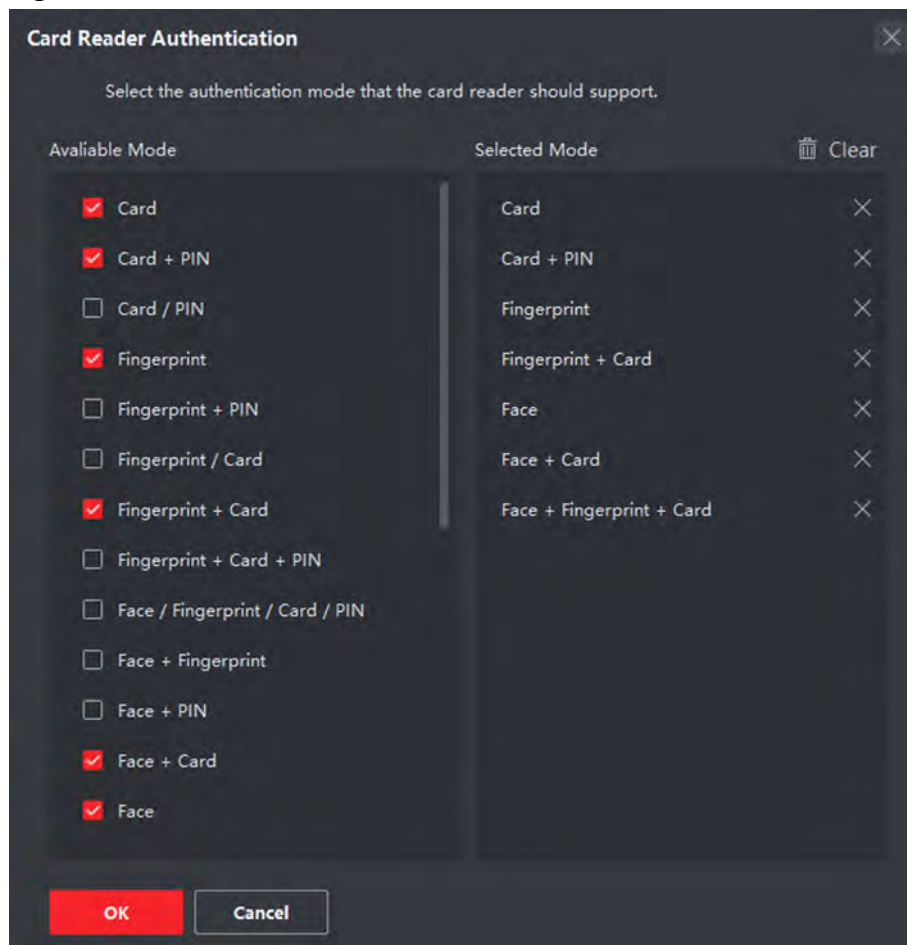 Card Reader Authentication
Select the authentication mode that the card reader should support.
Avaliable Mode
Selected Mode
Clear
Card
Card + PIN
Card / PIN
Fingerprint
Fingerprint + PIN
Fingerprint / Card
Fingerprint + Card
Fingerprint + Card + PIN
Face / Fingerprint / Card / PIN
Face + Fingerprint
Face + PIN
Face + Card
Face
Card
Card + PIN
Fingerprint
Fingerprint + Card
Face
Face + Card
Face + Fingerprint + Card
OK
Cancel